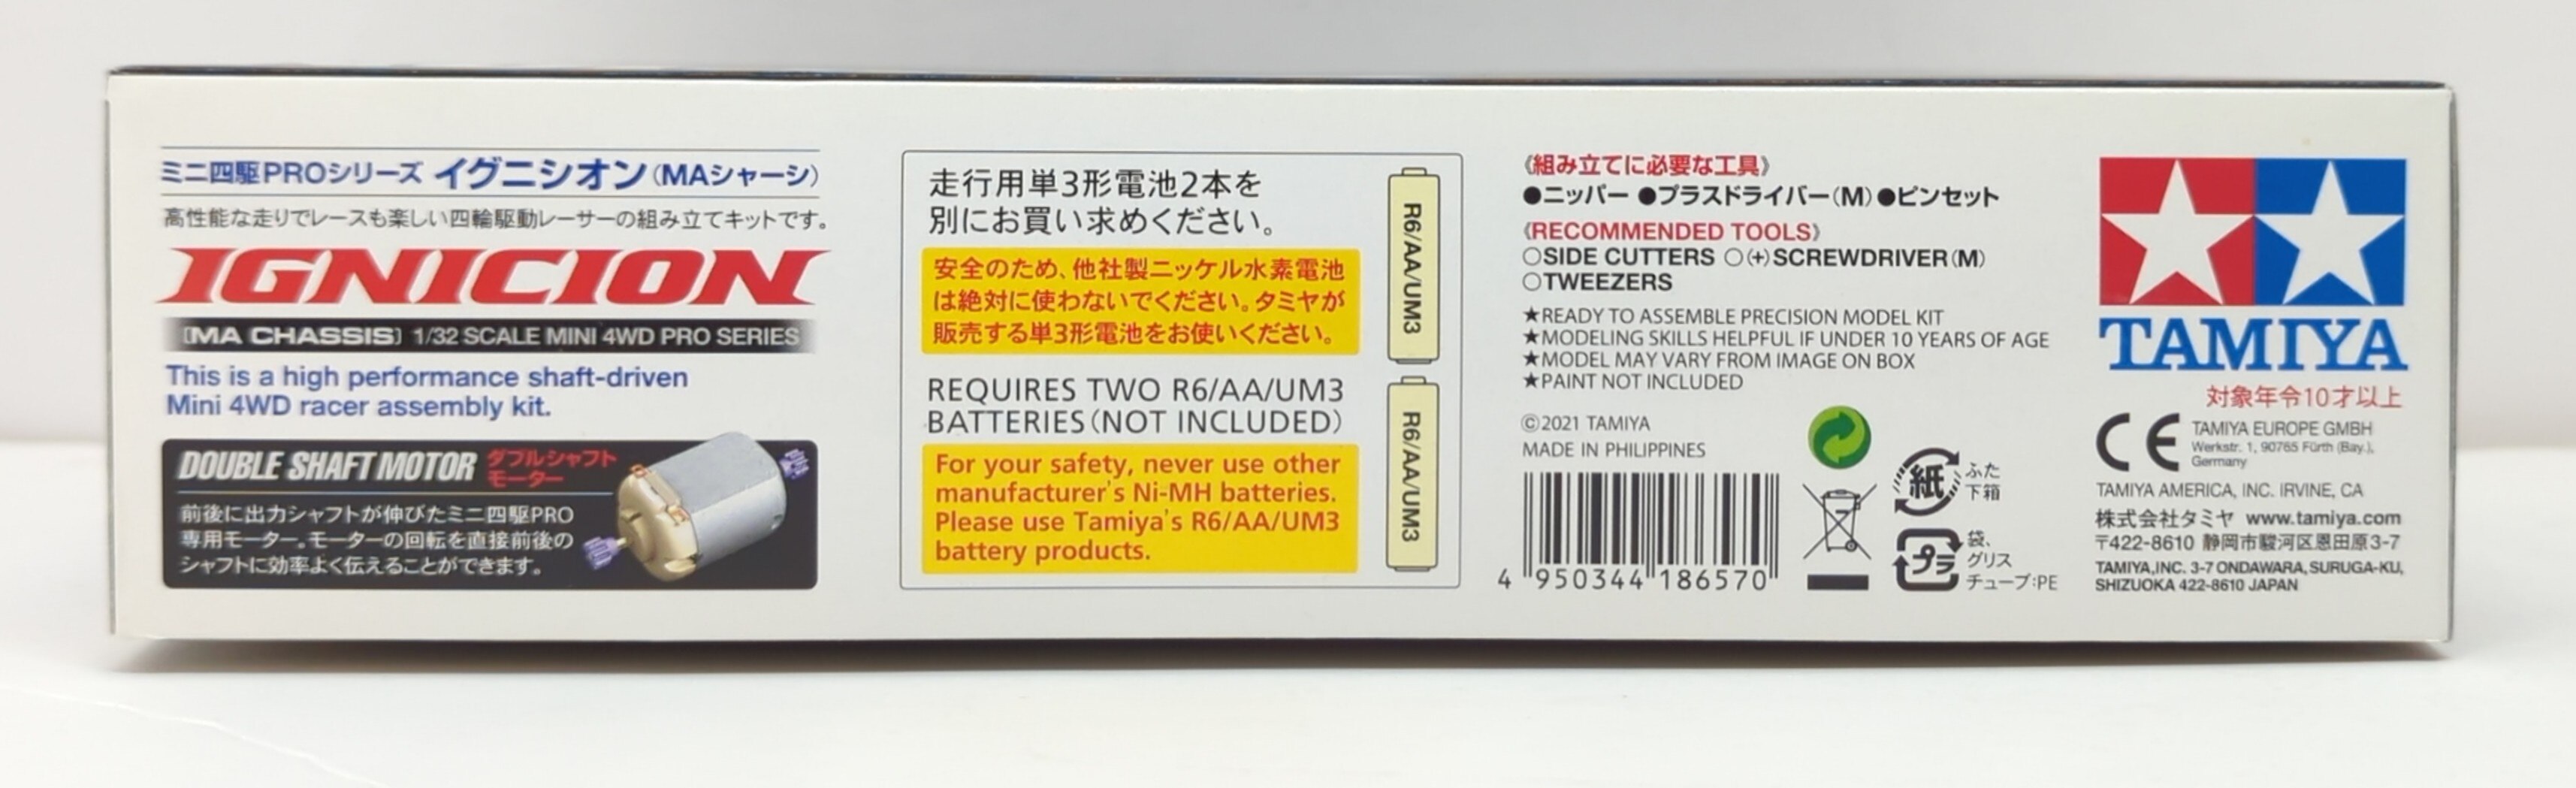 ミニ四駆PROシリーズ イグニシオン(MAシャーシ)
高性能な走りでレースも楽しい四輪駆動レーサーの組み立てキットです。
IGNICION
[MA CHASSIS] 1/32 SCALE MINI 4WD PRO SERIES
This is a high performance shaft-driven
Mini 4WD racer assembly kit.
DOUBLE SHAFT MOTOR ダブルシャフト
モーター
前後に出力シャフトが伸びたミニ四駆PRO
専用モーター。モーターの回転を直接前後の
シャフトに効率よく伝えることができます。
走行用単3形電池2本を
別にお買い求めください。
安全のため、他社製ニッケル水素電池
は絶対に使わないでください。タミヤが
販売する単3形電池をお使いください。
R6/AA/UM3
REQUIRES TWO R6/AA/UM3
BATTERIES (NOT INCLUDED)
For your safety, never use other
manufacturer's Ni-MH batteries.
Please use Tamiya's R6/AA/UM3
battery products.
R6/AA/UM3
《組み立てに必要な工具》
●ニッパー ●プラスドライバー(M) ●ピンセット
《RECOMMENDED TOOLS》
○SIDE CUTTERS ○(+)SCREWDRIVER(M)
○TWEEZERS
★READY TO ASSEMBLE PRECISION MODEL KIT
★MODELING SKILLS HELPFUL IF UNDER 10 YEARS OF AGE
★MODEL MAY VARY FROM IMAGE ON BOX
★PAINT NOT INCLUDED
©2021 TAMIYA
MADE IN PHILIPPINES
4 950344 186570
紙 ふた
下箱
プラ 袋、
グリス
チューブ:PE
TAMIYA
対象年令10才以上
CE TAMIYA EUROPE GMBH
Werkstr. 1, 90765 Fürth (Bay.),
Germany
TAMIYA AMERICA, INC. IRVINE, CA
株式会社タミヤ www.tamiya.com
〒422-8610 静岡市駿河区恩田原3-7
TAMIYA,INC. 3-7 ONDAWARA, SURUGA-KU,
SHIZUOKA 422-8610 JAPAN